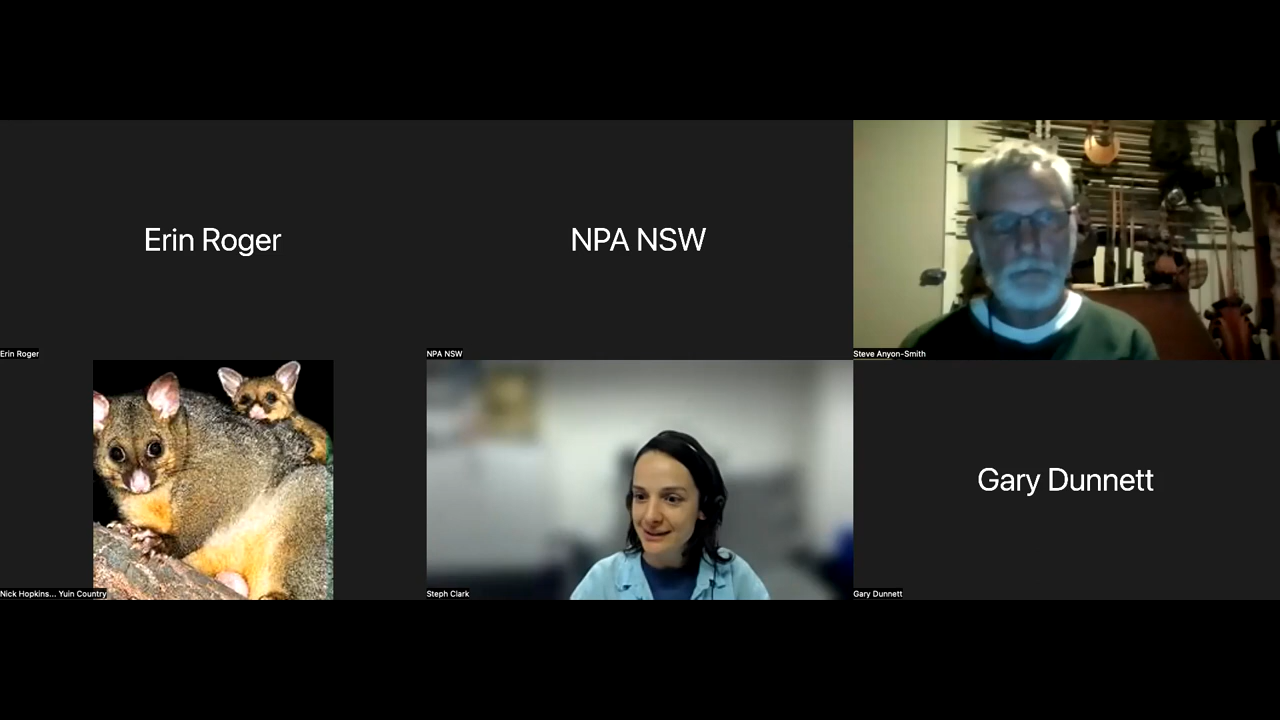 Erin Roger
NPA NSW
Erin Roger
NPA NSW
Steve Anyon-Smith
Gary Dunnett
Nick Hopkins... Yuin Country
Steph Clark
Gary Dunnett